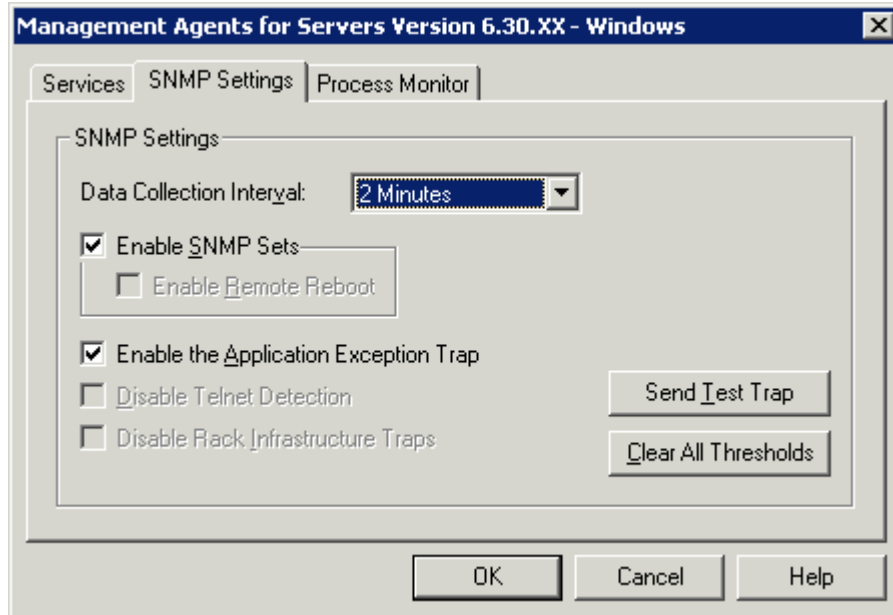 Management Agents for Servers Version 6.30.XX - Windows
Services
SNMP Settings
Process Monitor
SNMP Settings
Data Collection Interval:
2 Minutes
Enable SNMP Sets
Enable Remote Reboot
Enable the Application Exception Trap
Disable Telnet Detection
Send Test Trap
Disable Rack Infrastructure Traps
Clear All Thresholds
OK
Cancel
Help